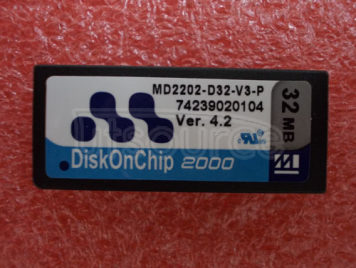 MD2202-D32-V3-P
74239020104
Ver. 4.2
32 MB
DiskOnChip 2000